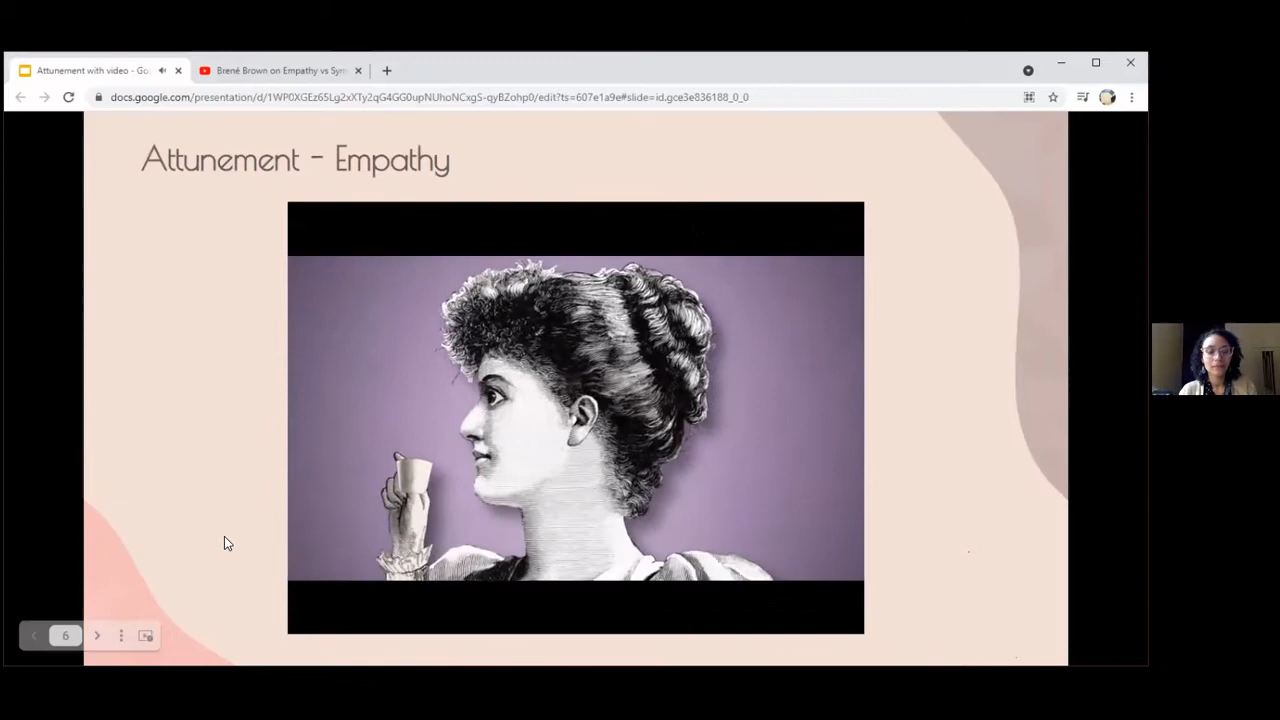 Attunement with video - Go
Brené Brown on Empathy vs Sym
docs.google.com/presentation/d/1WP0XGEz65Lg2xXTy2qG4GG0upNUhoNCxgS-qyBZohp0/edit?ts=607e1a9e#slide=id.gce3e836188_0_0
Attunement - Empathy
6